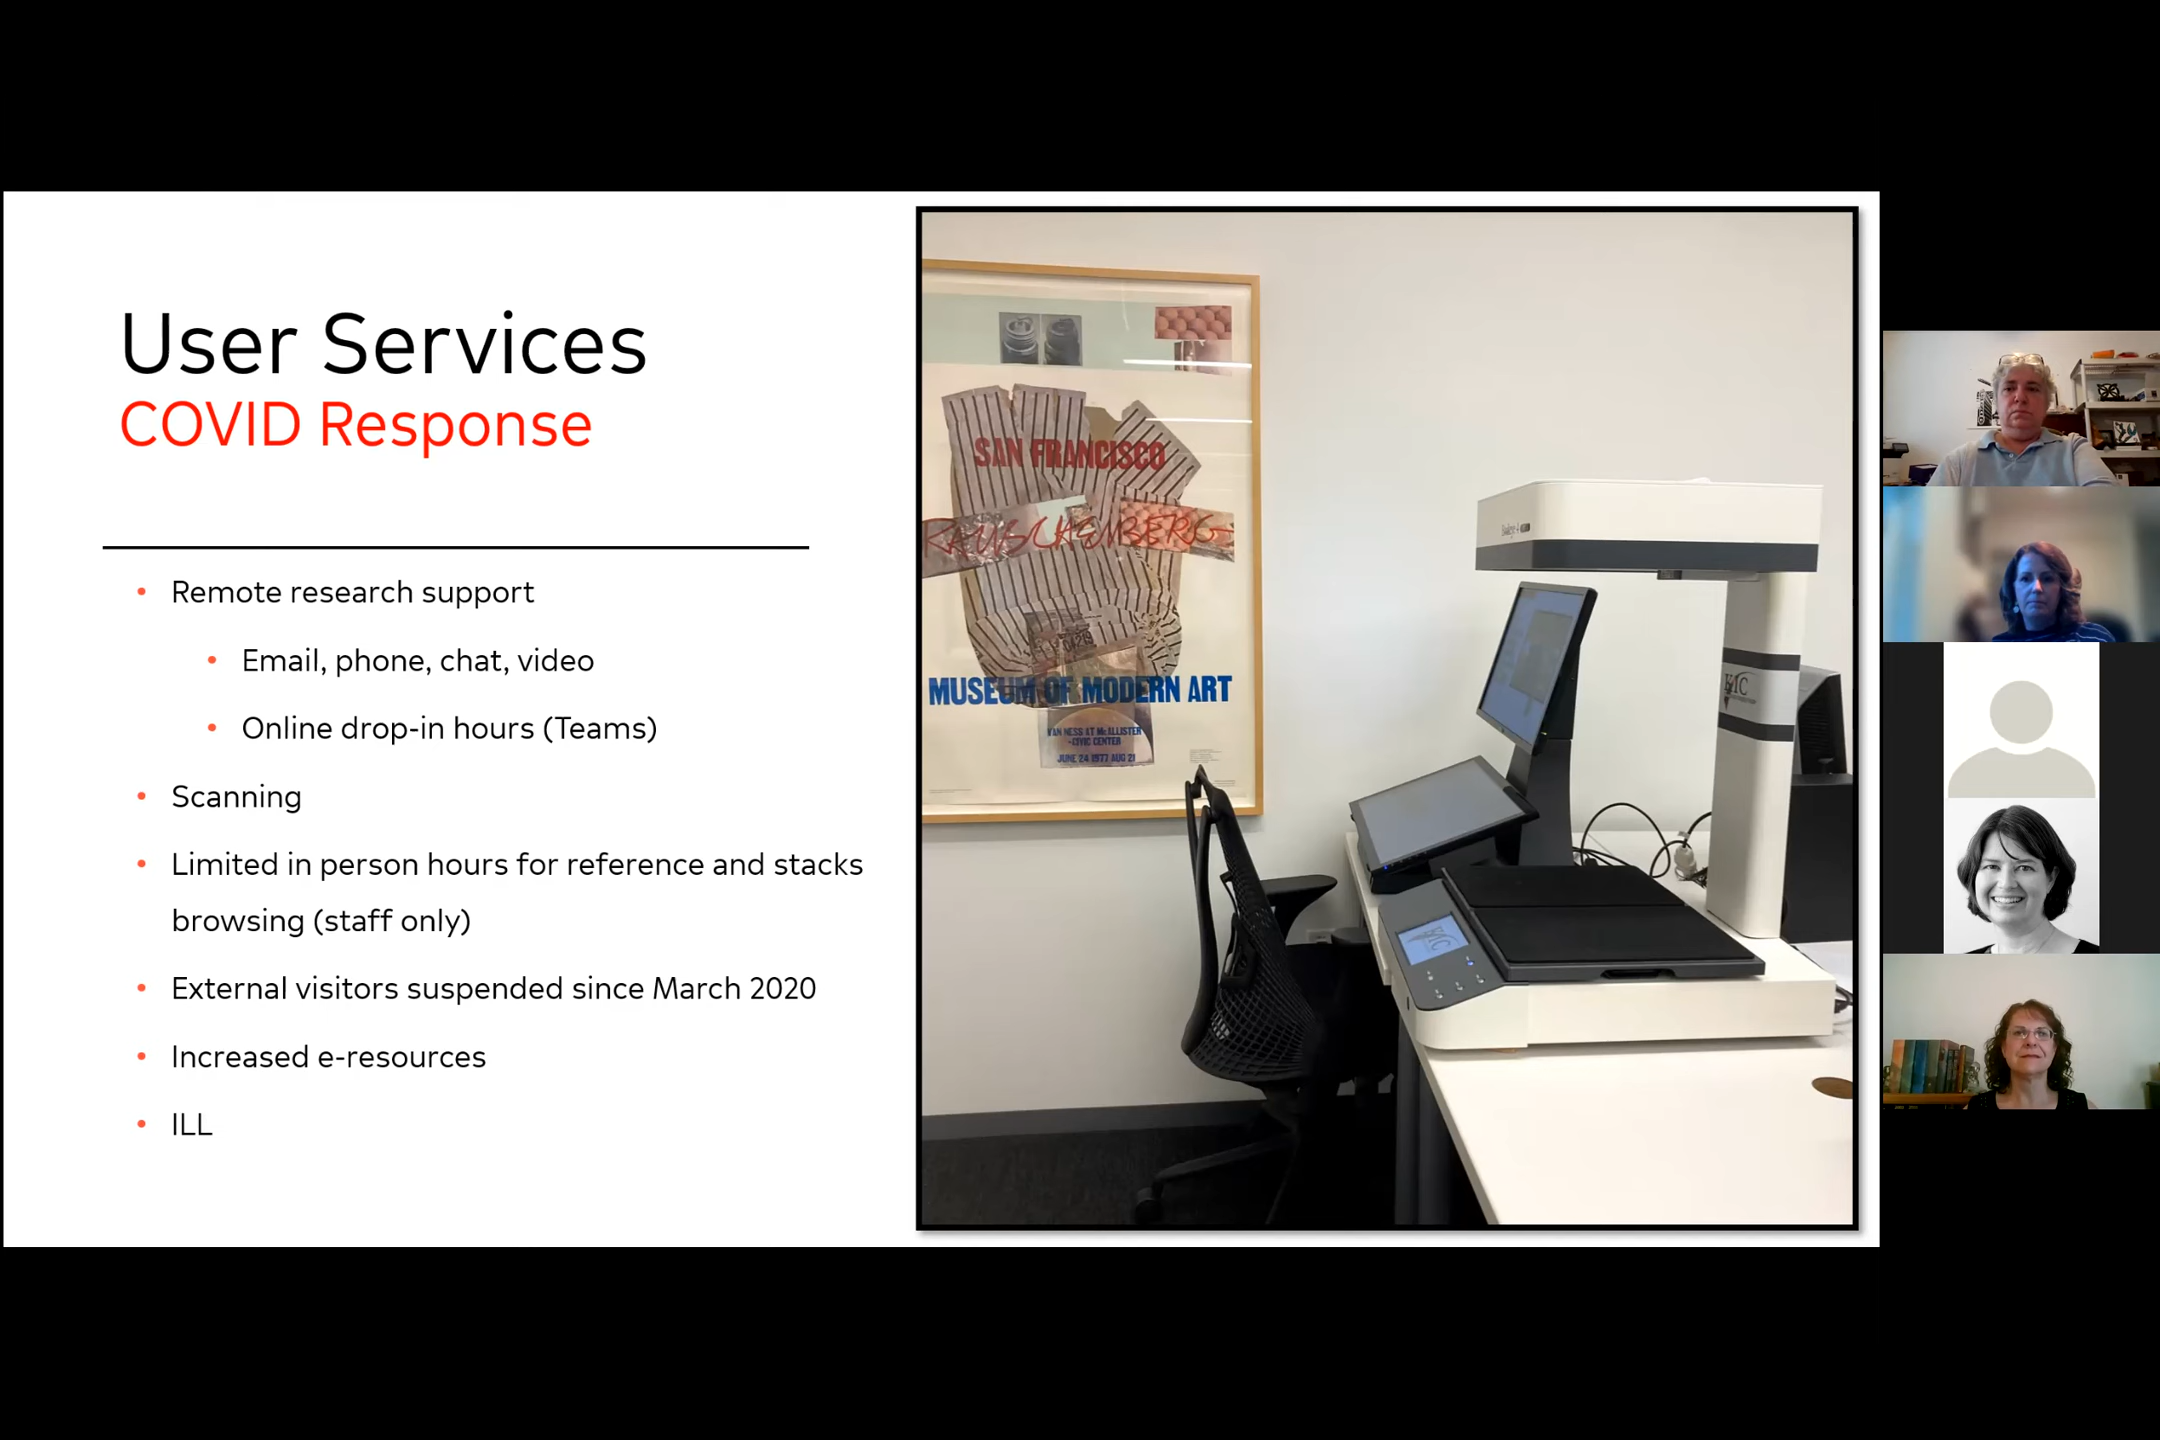 User Services
COVID Response
Remote research support
Email, phone, chat, video
Online drop-in hours (Teams)
Scanning
Limited in person hours for reference and stacks
browsing (staff only)
External visitors suspended since March 2020
Increased e-resources
ILL
SAN FRANCISCO
RAUSCHENBERG
MUSEUM OF MODERN ART
VAN NESS AT McALLISTER
-CIVIC CENTER
JUNE 24 1977 AUG 21
KIC